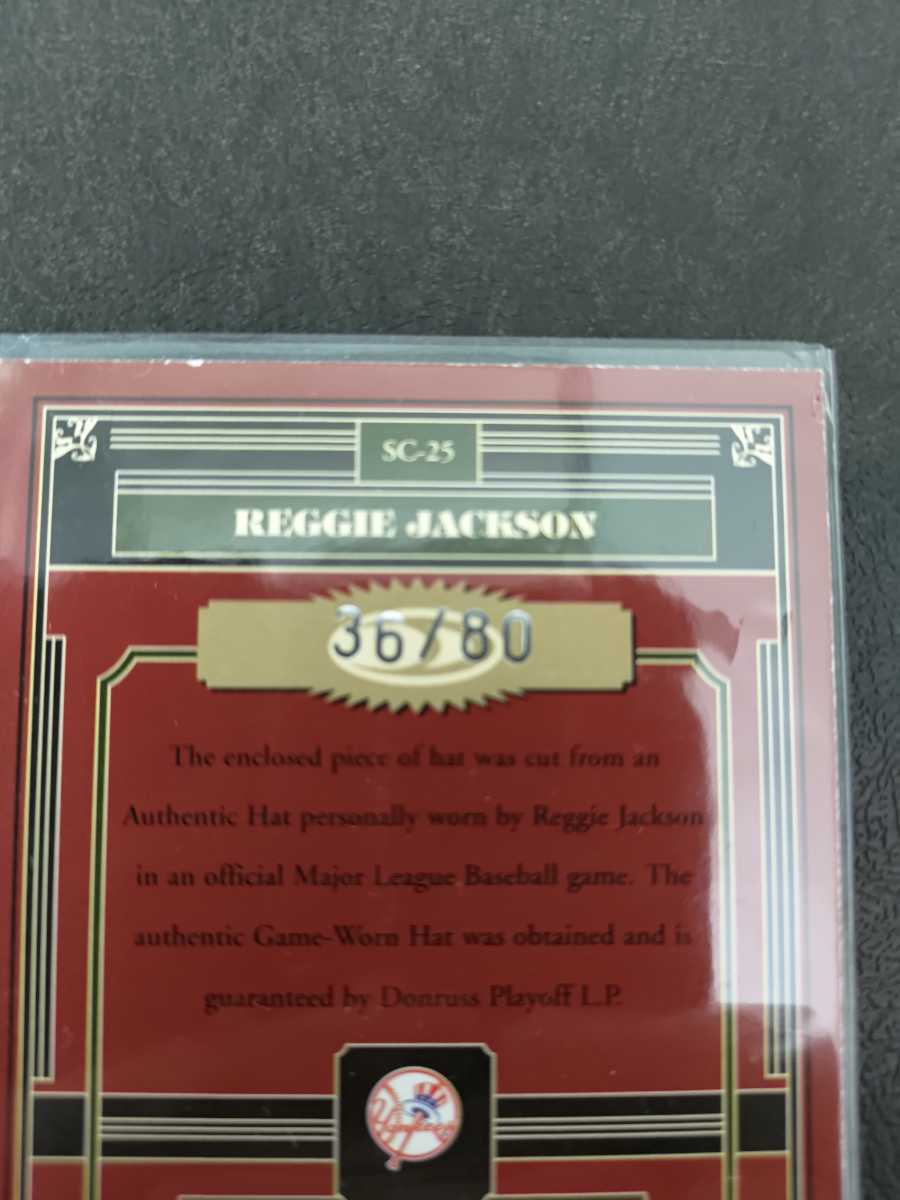 SC-25
REGGIE JACKSON
36/80
The enclosed piece of hat was cut from an
Authentic Hat personally worn by Reggie Jackson
in an official Major League Baseball game. The
authentic Game-Worn Hat was obtained and is
guaranteed by Donruss Playoff L.P.
Yankees